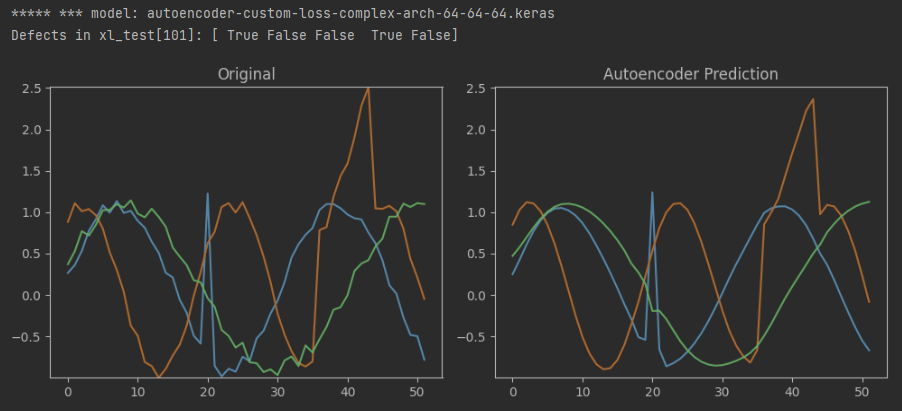 ***** *** model: autoencoder-custom-loss-complex-arch-64-64-64.keras
Defects in xl_test[101]: [ True False False  True False]
Original
2.5
2.0
1.5
1.0
0.5
0.0
−0.5
0 10 20 30 40 50
Autoencoder Prediction
2.5
2.0
1.5
1.0
0.5
0.0
−0.5
0 10 20 30 40 50